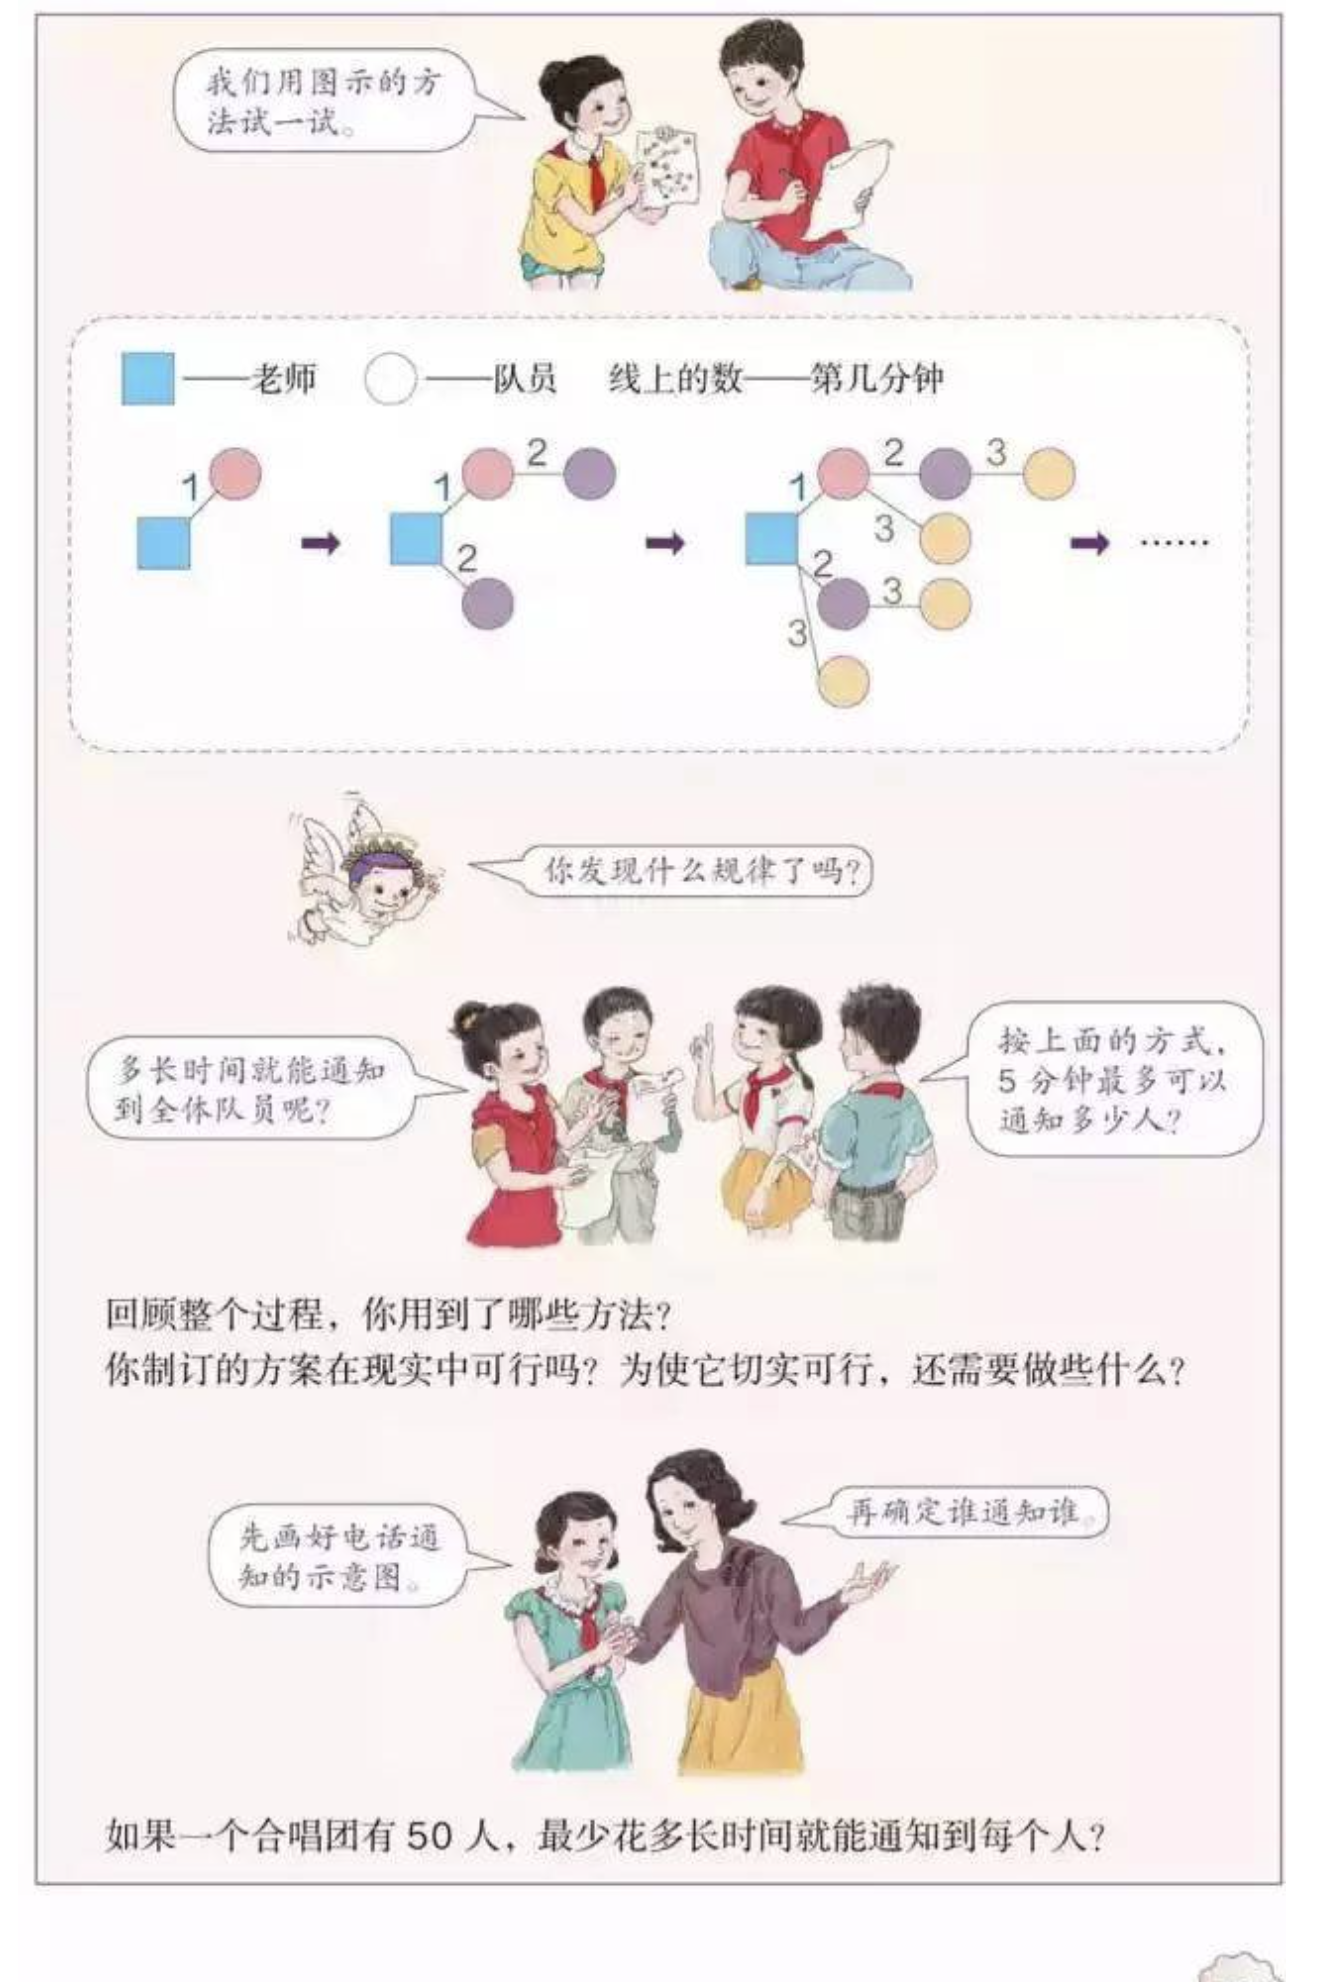 我们用图示的方
法试一试。
——老师 ——队员 线上的数——第几分钟
1
1 2
2
1 2 3
3
2 3
3
……
你发现什么规律了吗？
多长时间就能通知
到全体队员呢？
按上面的方式，
5 分钟最多可以
通知多少人？
回顾整个过程，你用到了哪些方法？
你制订的方案在现实中可行吗？为使它切实可行，还需要做些什么？
先画好电话通
知的示意图。
再确定谁通知谁。
如果一个合唱团有 50 人，最少花多长时间就能通知到每个人？